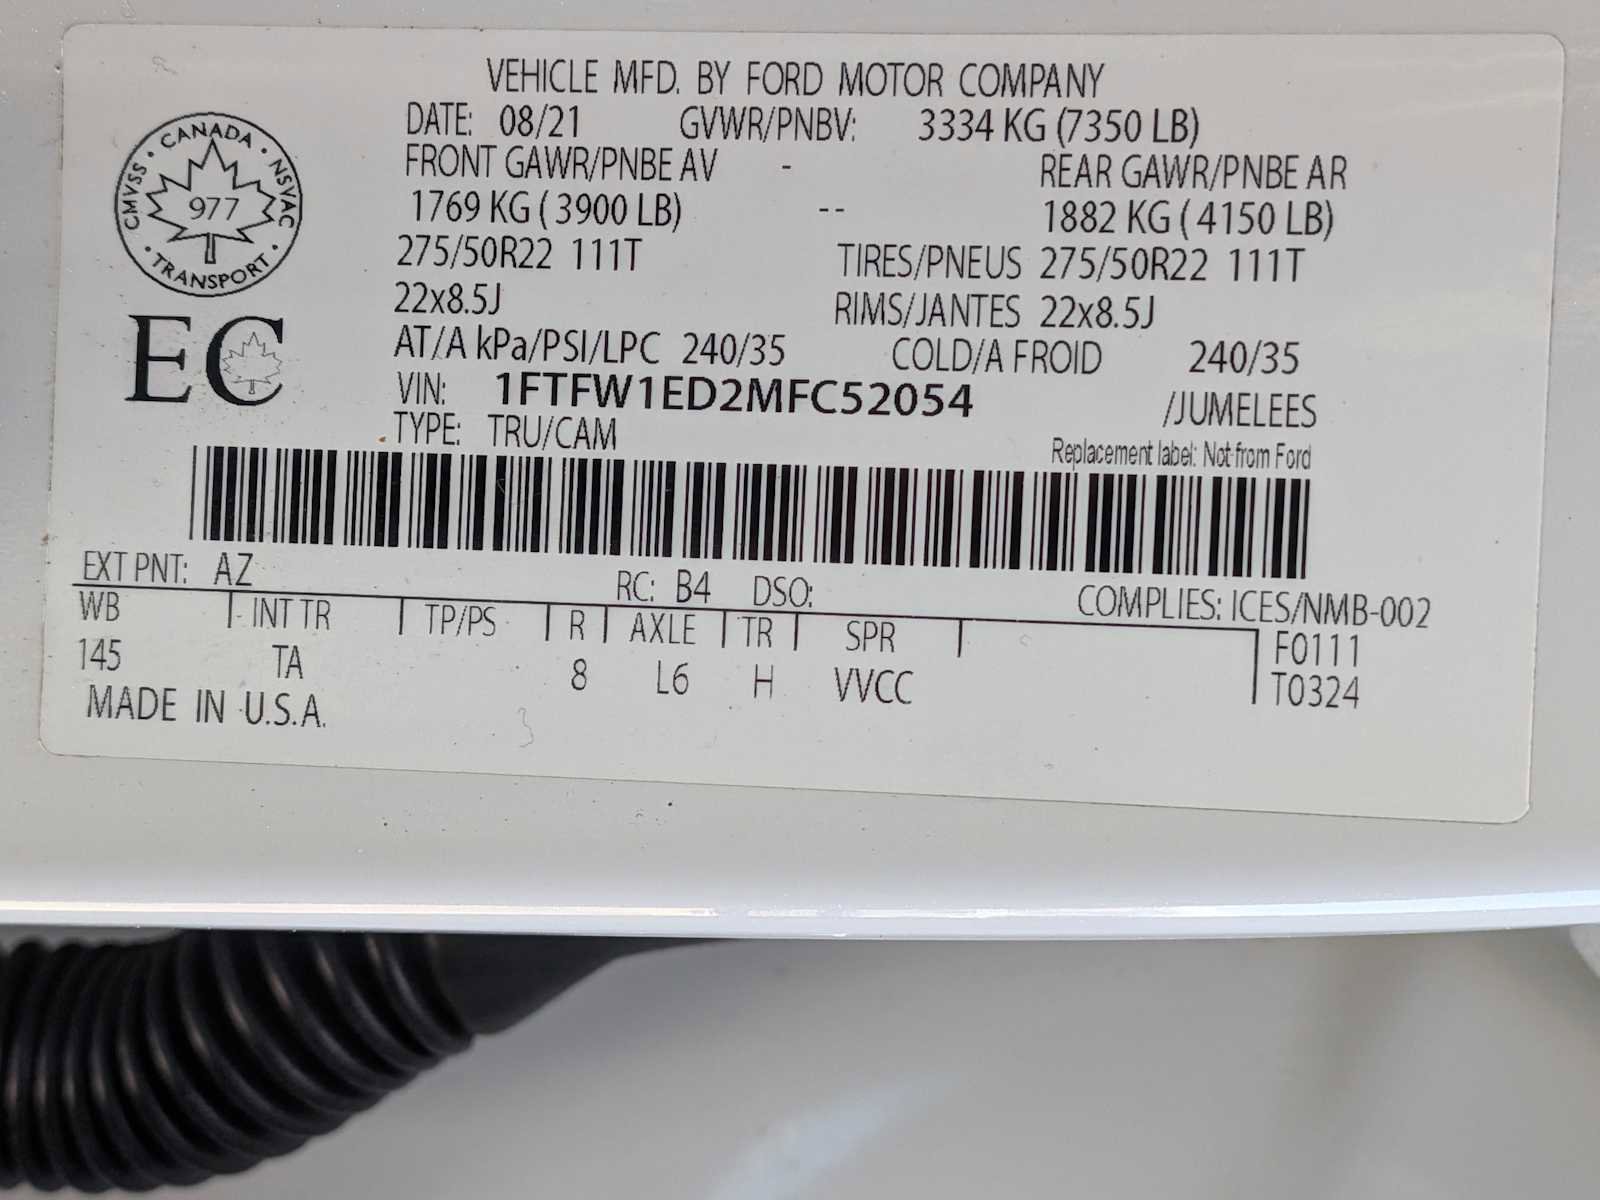 VEHICLE MFD. BY FORD MOTOR COMPANY
DATE: 08/21 GVWR/PNBV: 3334 KG (7350 LB)
FRONT GAWR/PNBE AV - REAR GAWR/PNBE AR
1769 KG ( 3900 LB) -- 1882 KG ( 4150 LB)
275/50R22 111T TIRES/PNEUS 275/50R22 111T
22x8.5J RIMS/JANTES 22x8.5J
AT/A kPa/PSI/LPC 240/35 COLD/A FROID 240/35
VIN: 1FTFW1ED2MFC52054 /JUMELEES
TYPE: TRU/CAM
Replacement label: Not from Ford
CMVSS · CANADA · NSVAC · TRANSPORT ·
977
EC
EXT PNT: AZ RC: B4 DSO: COMPLIES: ICES/NMB-002
WB INT TR TP/PS R AXLE TR SPR F0111
145 TA 8 L6 H VVCC T0324
MADE IN U.S.A.